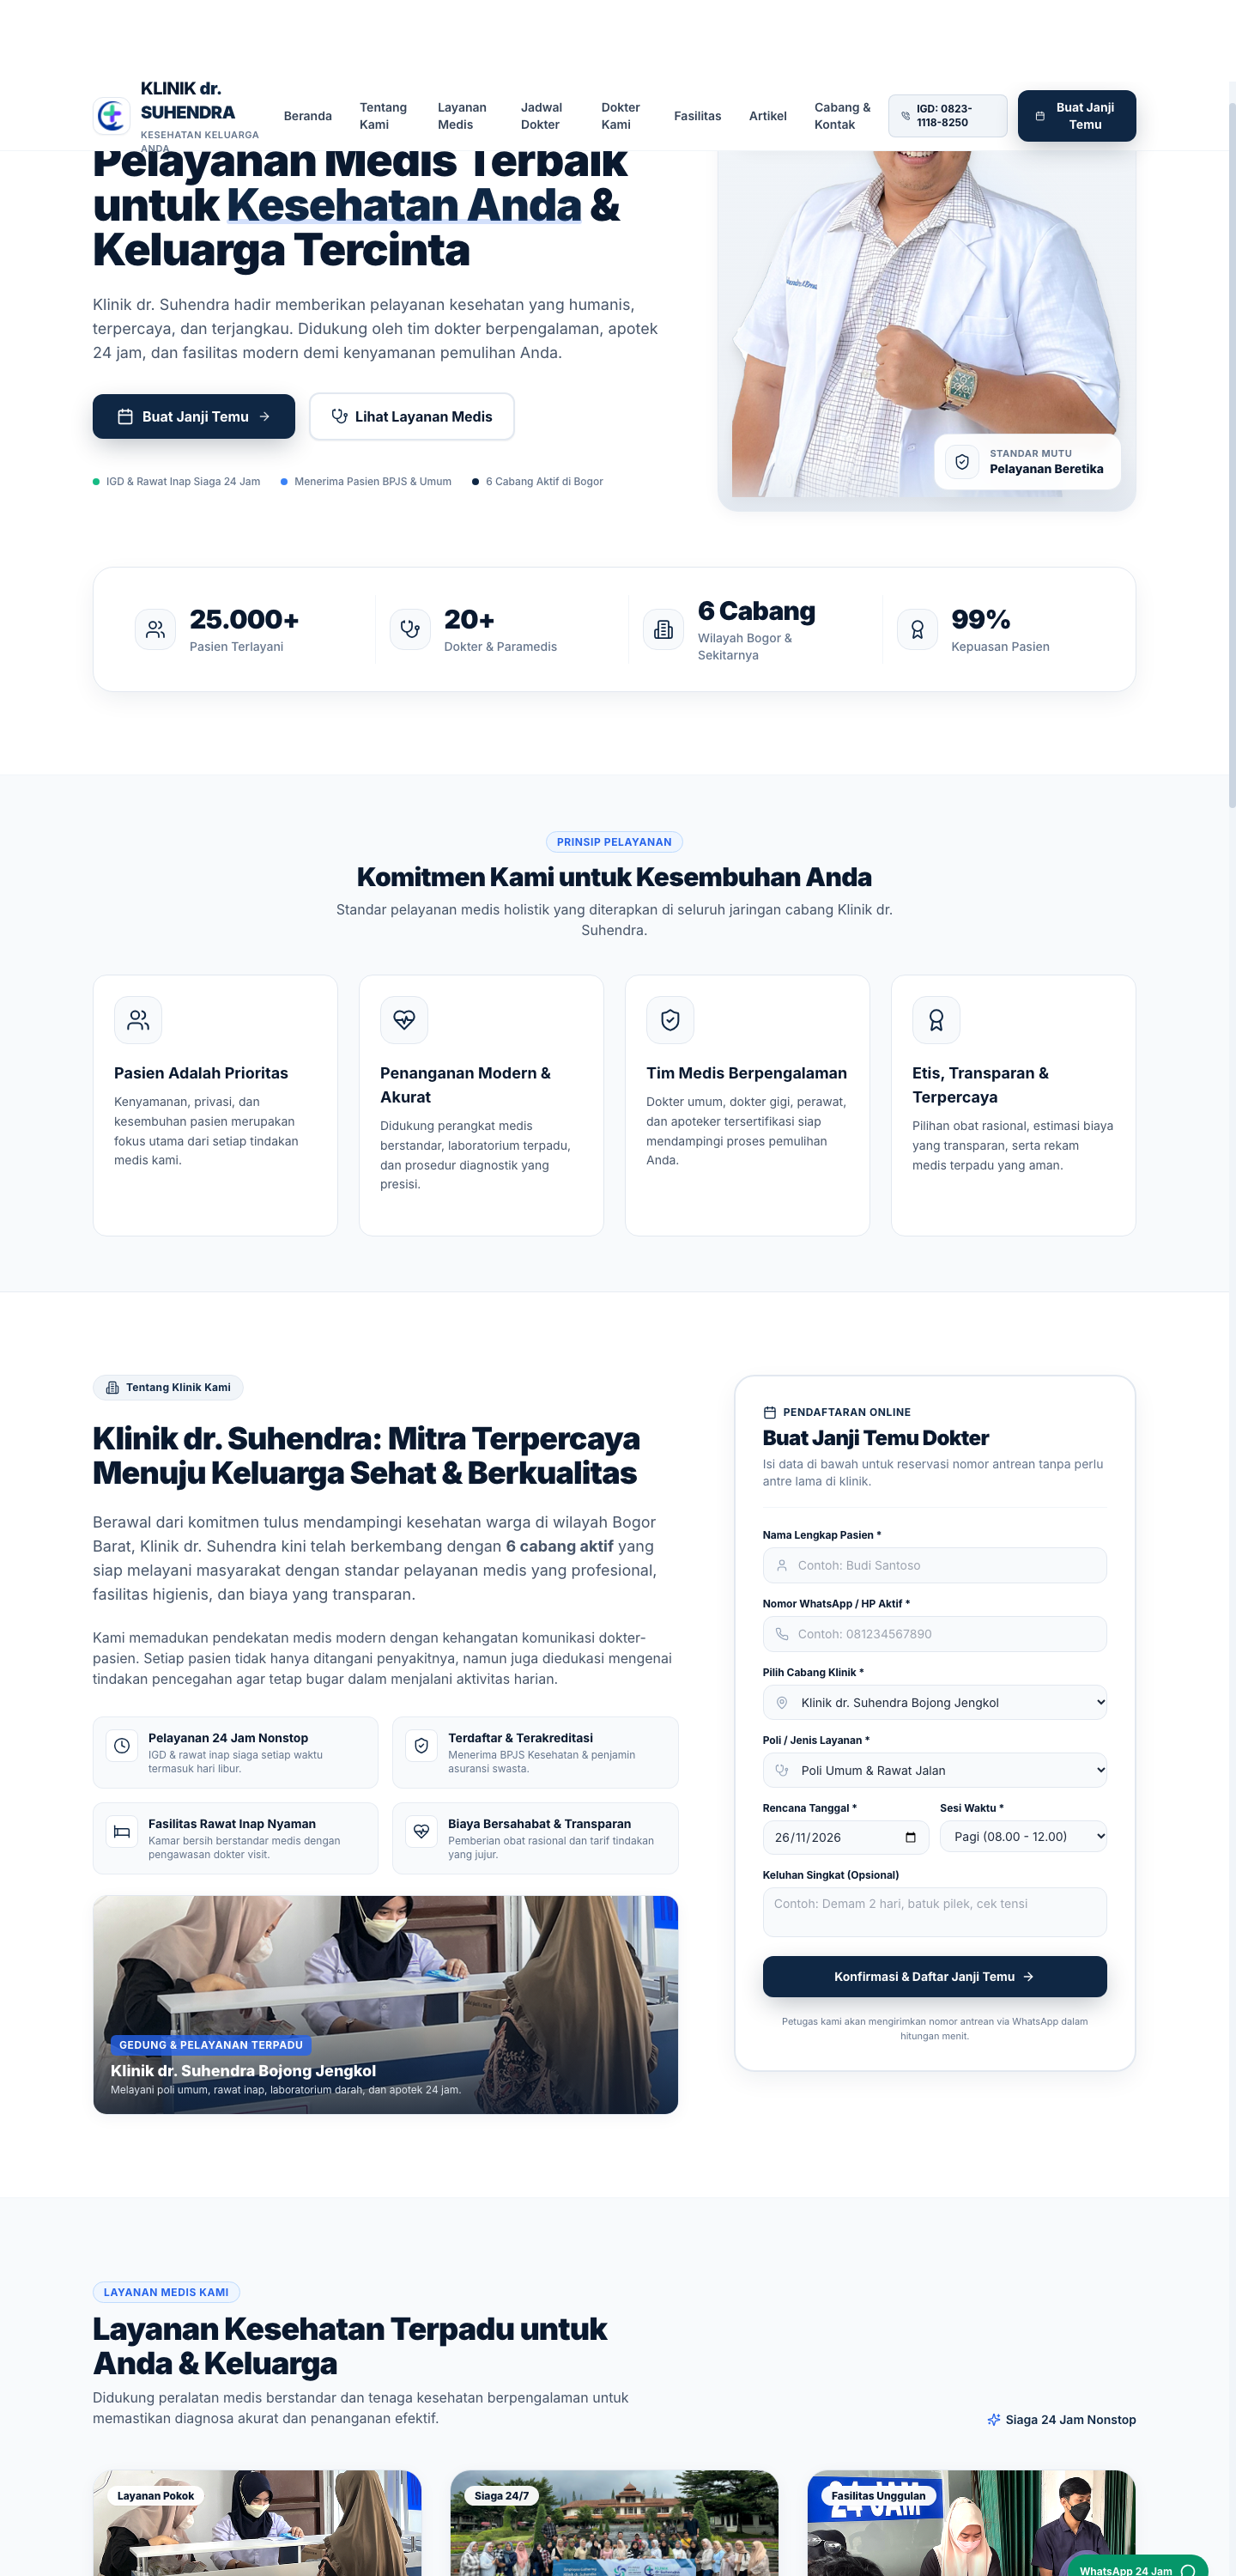 KLINIK dr.
SUHENDRA
KESEHATAN KELUARGA
ANDA
Beranda
Tentang
Kami
Layanan
Medis
Jadwal
Dokter
Dokter
Kami
Fasilitas
Artikel
Cabang &
Kontak
IGD: 0823-
1118-8250
Buat Janji
Temu
Pelayanan Medis Terbaik
untuk Kesehatan Anda &
Keluarga Tercinta
Klinik dr. Suhendra hadir memberikan pelayanan kesehatan yang humanis,
terpercaya, dan terjangkau. Didukung oleh tim dokter berpengalaman, apotek
24 jam, dan fasilitas modern demi kenyamanan pemulihan Anda.
Buat Janji Temu
Lihat Layanan Medis
IGD & Rawat Inap Siaga 24 Jam
Menerima Pasien BPJS & Umum
6 Cabang Aktif di Bogor
STANDAR MUTU
Pelayanan Beretika
25.000+
Pasien Terlayani
20+
Dokter & Paramedis
6 Cabang
Wilayah Bogor &
Sekitarnya
99%
Kepuasan Pasien
PRINSIP PELAYANAN
Komitmen Kami untuk Kesembuhan Anda
Standar pelayanan medis holistik yang diterapkan di seluruh jaringan cabang Klinik dr.
Suhendra.
Pasien Adalah Prioritas
Kenyamanan, privasi, dan
kesembuhan pasien merupakan
fokus utama dari setiap tindakan
medis kami.
Penanganan Modern &
Akurat
Didukung perangkat medis
berstandar, laboratorium terpadu,
dan prosedur diagnostik yang
presisi.
Tim Medis Berpengalaman
Dokter umum, dokter gigi, perawat,
dan apoteker tersertifikasi siap
mendampingi proses pemulihan
Anda.
Etis, Transparan &
Terpercaya
Pilihan obat rasional, estimasi biaya
yang transparan, serta rekam
medis terpadu yang aman.
Tentang Klinik Kami
Klinik dr. Suhendra: Mitra Terpercaya
Menuju Keluarga Sehat & Berkualitas
Berawal dari komitmen tulus mendampingi kesehatan warga di wilayah Bogor
Barat, Klinik dr. Suhendra kini telah berkembang dengan 6 cabang aktif yang
siap melayani masyarakat dengan standar pelayanan medis yang profesional,
fasilitas higienis, dan biaya yang transparan.
Kami memadukan pendekatan medis modern dengan kehangatan komunikasi dokter-
pasien. Setiap pasien tidak hanya ditangani penyakitnya, namun juga diedukasi mengenai
tindakan pencegahan agar tetap bugar dalam menjalani aktivitas harian.
Pelayanan 24 Jam Nonstop
IGD & rawat inap siaga setiap waktu
termasuk hari libur.
Terdaftar & Terakreditasi
Menerima BPJS Kesehatan & penjamin
asuransi swasta.
Fasilitas Rawat Inap Nyaman
Kamar bersih berstandar medis dengan
pengawasan dokter visit.
Biaya Bersahabat & Transparan
Pemberian obat rasional dan tarif tindakan
yang jujur.
GEDUNG & PELAYANAN TERPADU
Klinik dr. Suhendra Bojong Jengkol
Melayani poli umum, rawat inap, laboratorium darah, dan apotek 24 jam.
PENDAFTARAN ONLINE
Buat Janji Temu Dokter
Isi data di bawah untuk reservasi nomor antrean tanpa perlu
antre lama di klinik.
Nama Lengkap Pasien *
Contoh: Budi Santoso
Nomor WhatsApp / HP Aktif *
Contoh: 081234567890
Pilih Cabang Klinik *
Klinik dr. Suhendra Bojong Jengkol
Poli / Jenis Layanan *
Poli Umum & Rawat Jalan
Rencana Tanggal *
26/11/2026
Sesi Waktu *
Pagi (08.00 - 12.00)
Keluhan Singkat (Opsional)
Contoh: Demam 2 hari, batuk pilek, cek tensi
Konfirmasi & Daftar Janji Temu
Petugas kami akan mengirimkan nomor antrean via WhatsApp dalam
hitungan menit.
LAYANAN MEDIS KAMI
Layanan Kesehatan Terpadu untuk
Anda & Keluarga
Didukung peralatan medis berstandar dan tenaga kesehatan berpengalaman untuk
memastikan diagnosa akurat dan penanganan efektif.
Siaga 24 Jam Nonstop
Layanan Pokok
Siaga 24/7
Fasilitas Unggulan
24 JAM
WhatsApp 24 Jam